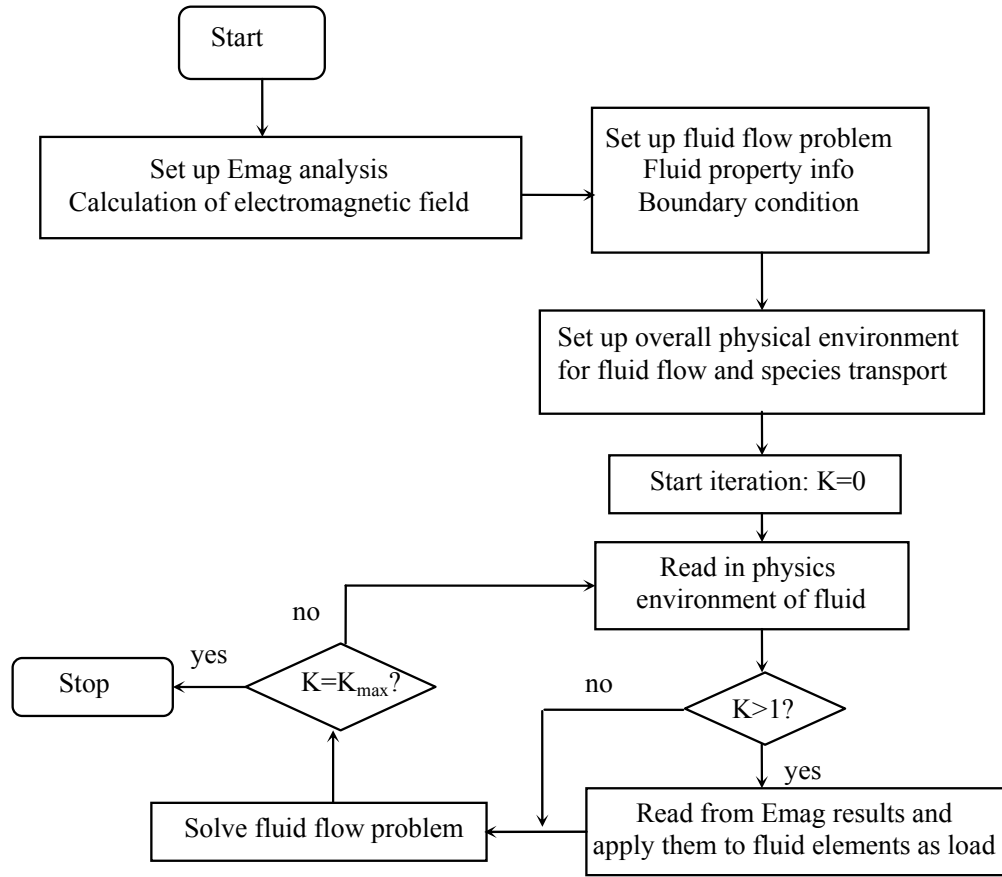 Start
Set up Emag analysis
Calculation of electromagnetic field
Set up fluid flow problem
Fluid property info
Boundary condition
Set up overall physical environment
for fluid flow and species transport
Start iteration: K=0
Read in physics
environment of fluid
no
yes
Stop
K=Kmax?
no
K>1?
yes
Solve fluid flow problem
Read from Emag results and
apply them to fluid elements as load